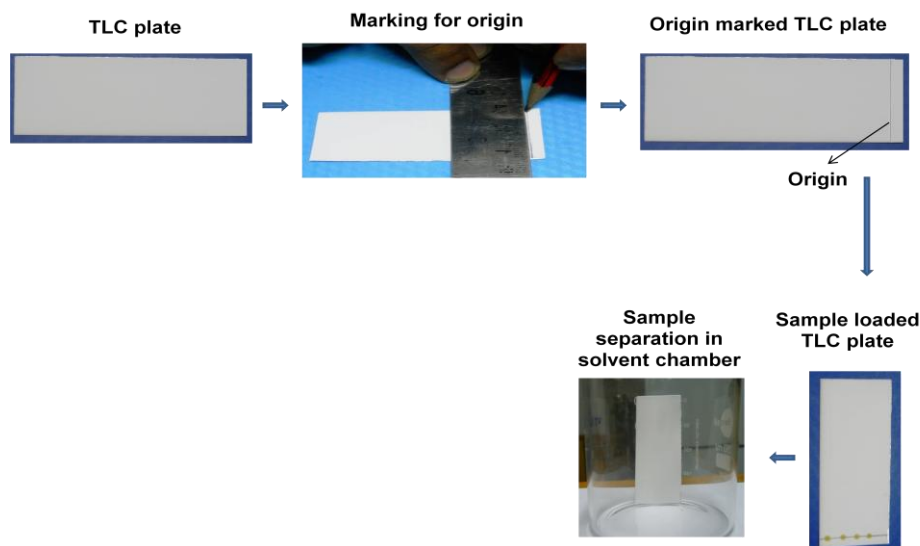 TLC plate
Marking for origin
Origin marked TLC plate
Origin
Sample loaded
TLC plate
Sample
separation in
solvent chamber